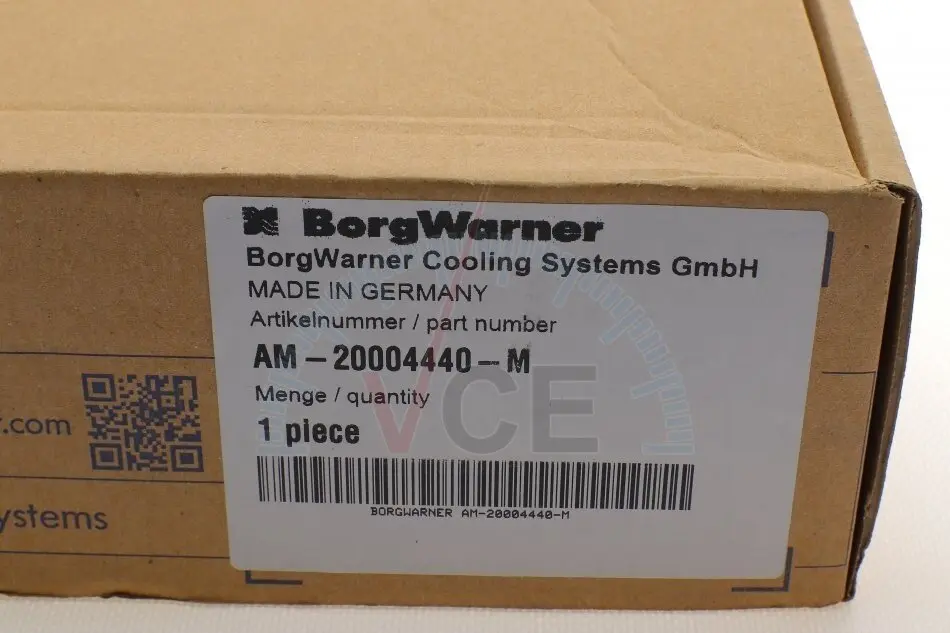 BorgWarner
BorgWarner Cooling Systems GmbH
MADE IN GERMANY
Artikelnummer / part number
AM-20004440-M
Menge / quantity
1 piece
BORGWARNER AM-20004440-M
VCE
r.com
ystems